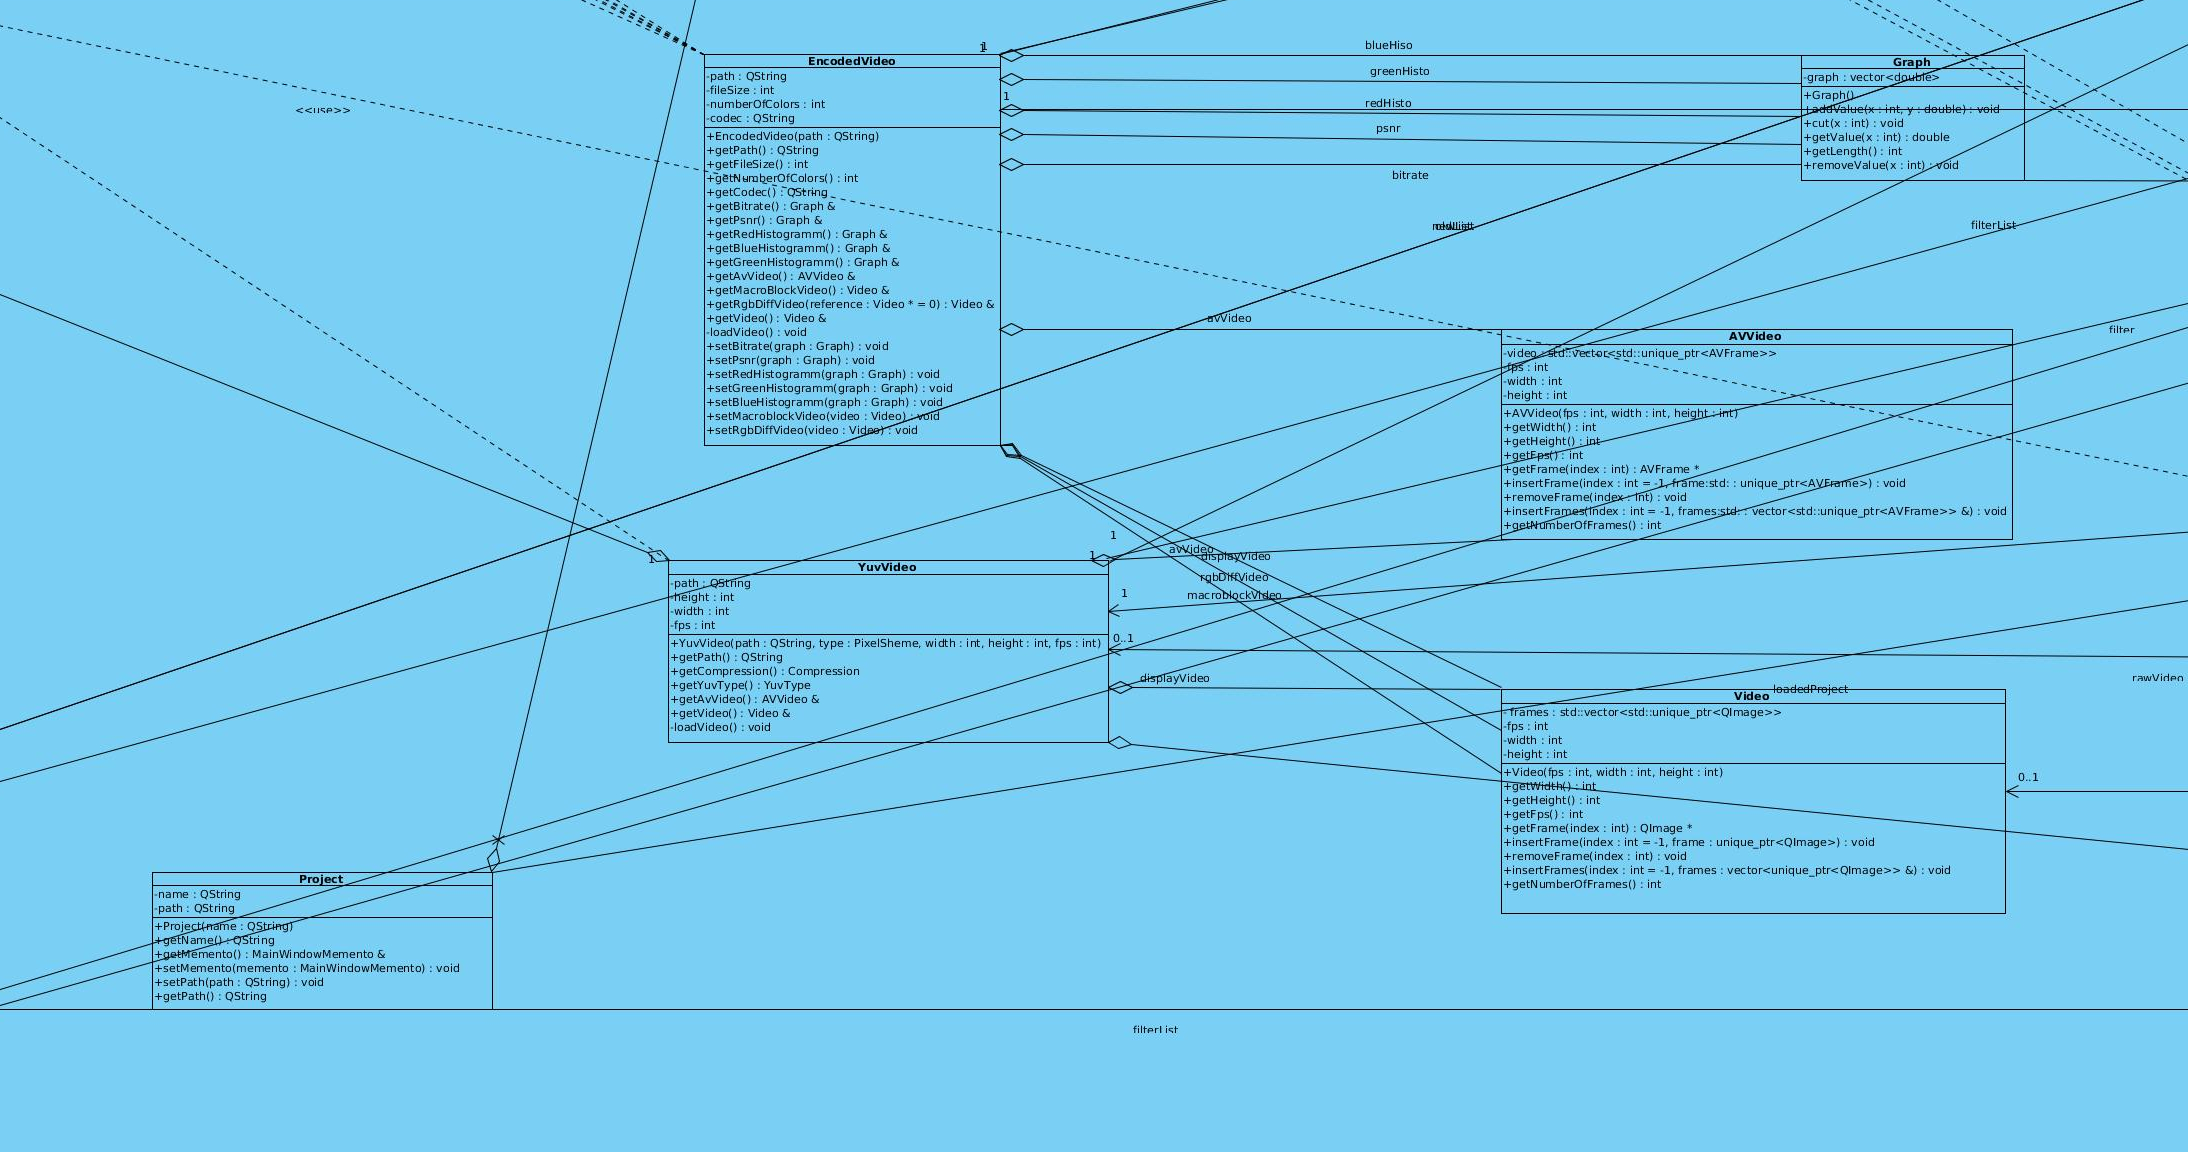 <<use>>
1
EncodedVideo
-path : QString
-fileSize : int
-numberOfColors : int
-codec : QString
+EncodedVideo(path : QString)
+getPath() : QString
+getFileSize() : int
+getNumberOfColors() : int
+getCodec() : QString
+getBitrate() : Graph &
+getPsnr() : Graph &
+getRedHistogramm() : Graph &
+getBlueHistogramm() : Graph &
+getGreenHistogramm() : Graph &
+getAvVideo() : AVVideo &
+getMacroBlockVideo() : Video &
+getRgbDiffVideo(reference : Video * = 0) : Video &
+getVideo() : Video &
-loadVideo() : void
+setBitrate(graph : Graph) : void
+setPsnr(graph : Graph) : void
+setRedHistogramm(graph : Graph) : void
+setGreenHistogramm(graph : Graph) : void
+setBlueHistogramm(graph : Graph) : void
+setMacroblockVideo(video : Video) : void
+setRgbDiffVideo(video : Video) : void
blueHiso
greenHisto
1
redHisto
psnr
bitrate
Graph
-graph : vector<double>
+Graph()
+addValue(x : int, y : double) : void
+cut(x : int) : void
+getValue(x : int) : double
+getLength() : int
+removeValue(x : int) : void
filterList
avVideo
filter
AVVideo
-video : std::vector<std::unique_ptr<AVFrame>>
-fps : int
-width : int
-height : int
+AVVideo(fps : int, width : int, height : int)
+getWidth() : int
+getHeight() : int
+getFps() : int
+getFrame(index : int) : AVFrame *
+insertFrame(index : int = -1, frame:std: : unique_ptr<AVFrame>) : void
+removeFrame(index : int) : void
+insertFrames(index : int = -1, frames:std: : vector<std::unique_ptr<AVFrame>> &) : void
+getNumberOfFrames() : int
1
1
1
avVideo
displayVideo
rgbDiffVideo
macroblockVideo
1
0..1
displayVideo
YuvVideo
-path : QString
-height : int
-width : int
-fps : int
+YuvVideo(path : QString, type : PixelSheme, width : int, height : int, fps : int)
+getPath() : QString
+getCompression() : Compression
+getYuvType() : YuvType
+getAvVideo() : AVVideo &
+getVideo() : Video &
-loadVideo() : void
rawVideo
loadedProject
Video
- frames : std::vector<std::unique_ptr<QImage>>
-fps : int
-width : int
-height : int
+Video(fps : int, width : int, height : int)
+getWidth() : int
+getHeight() : int
+getFps() : int
+getFrame(index : int) : QImage *
+insertFrame(index : int = -1, frame : unique_ptr<QImage>) : void
+removeFrame(index : int) : void
+insertFrames(index : int = -1, frames : vector<unique_ptr<QImage>> &) : void
+getNumberOfFrames() : int
0..1
Project
-name : QString
-path : QString
+Project(name : QString)
+getName() : QString
+getMemento() : MainWindowMemento &
+setMemento(memento : MainWindowMemento) : void
+setPath(path : QString) : void
+getPath() : QString
filterList